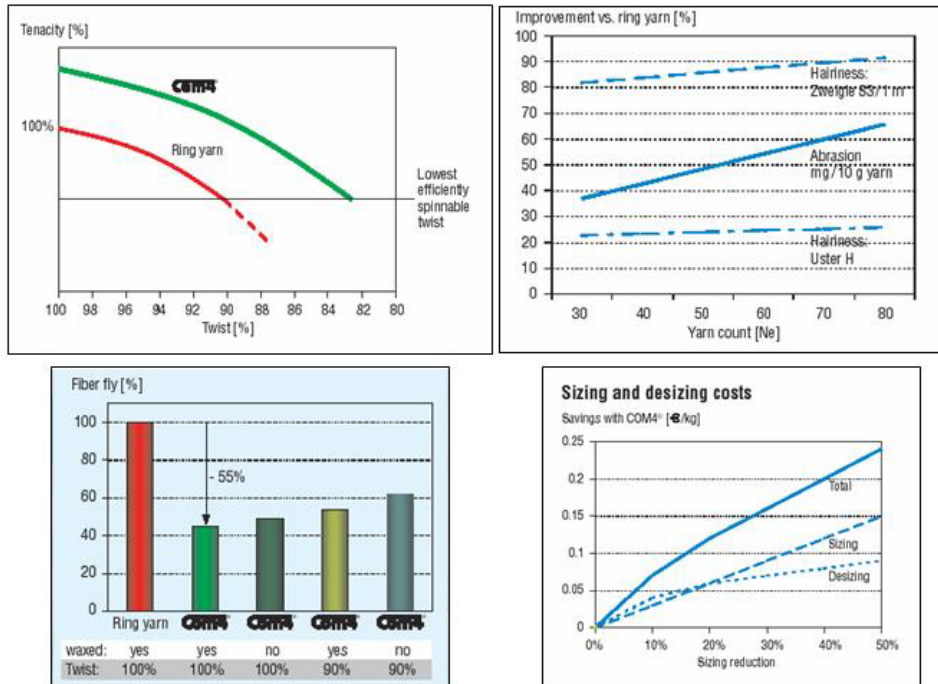 Tenacity [%]
Com4
100%
Ring yarn
Lowest
efficiently
spinnable
twist
100 98 96 94 92 90 88 86 84 82 80
Twist [%]
Improvement vs. ring yarn [%]
100
90
80
70
60
50
40
30
20
10
0
Hairiness:
Zweigle S3/1 m
Abrasion
mg/10 g yarn
Hairiness:
Uster H
30 40 50 60 70 80
Yarn count [Ne]
Fiber fly [%]
100
80
60
40
20
0
- 55%
Ring yarn Com4® Com4® Com4® Com4®
waxed: yes yes no yes no
Twist: 100% 100% 100% 90% 90%
Sizing and desizing costs
Savings with COM4® [€/kg]
0.25
0.2
0.15
0.1
0.05
0
Total
Sizing
Desizing
0% 10% 20% 30% 40% 50%
Sizing reduction